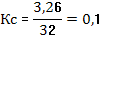 Кс = 3,26/32 = 0,1